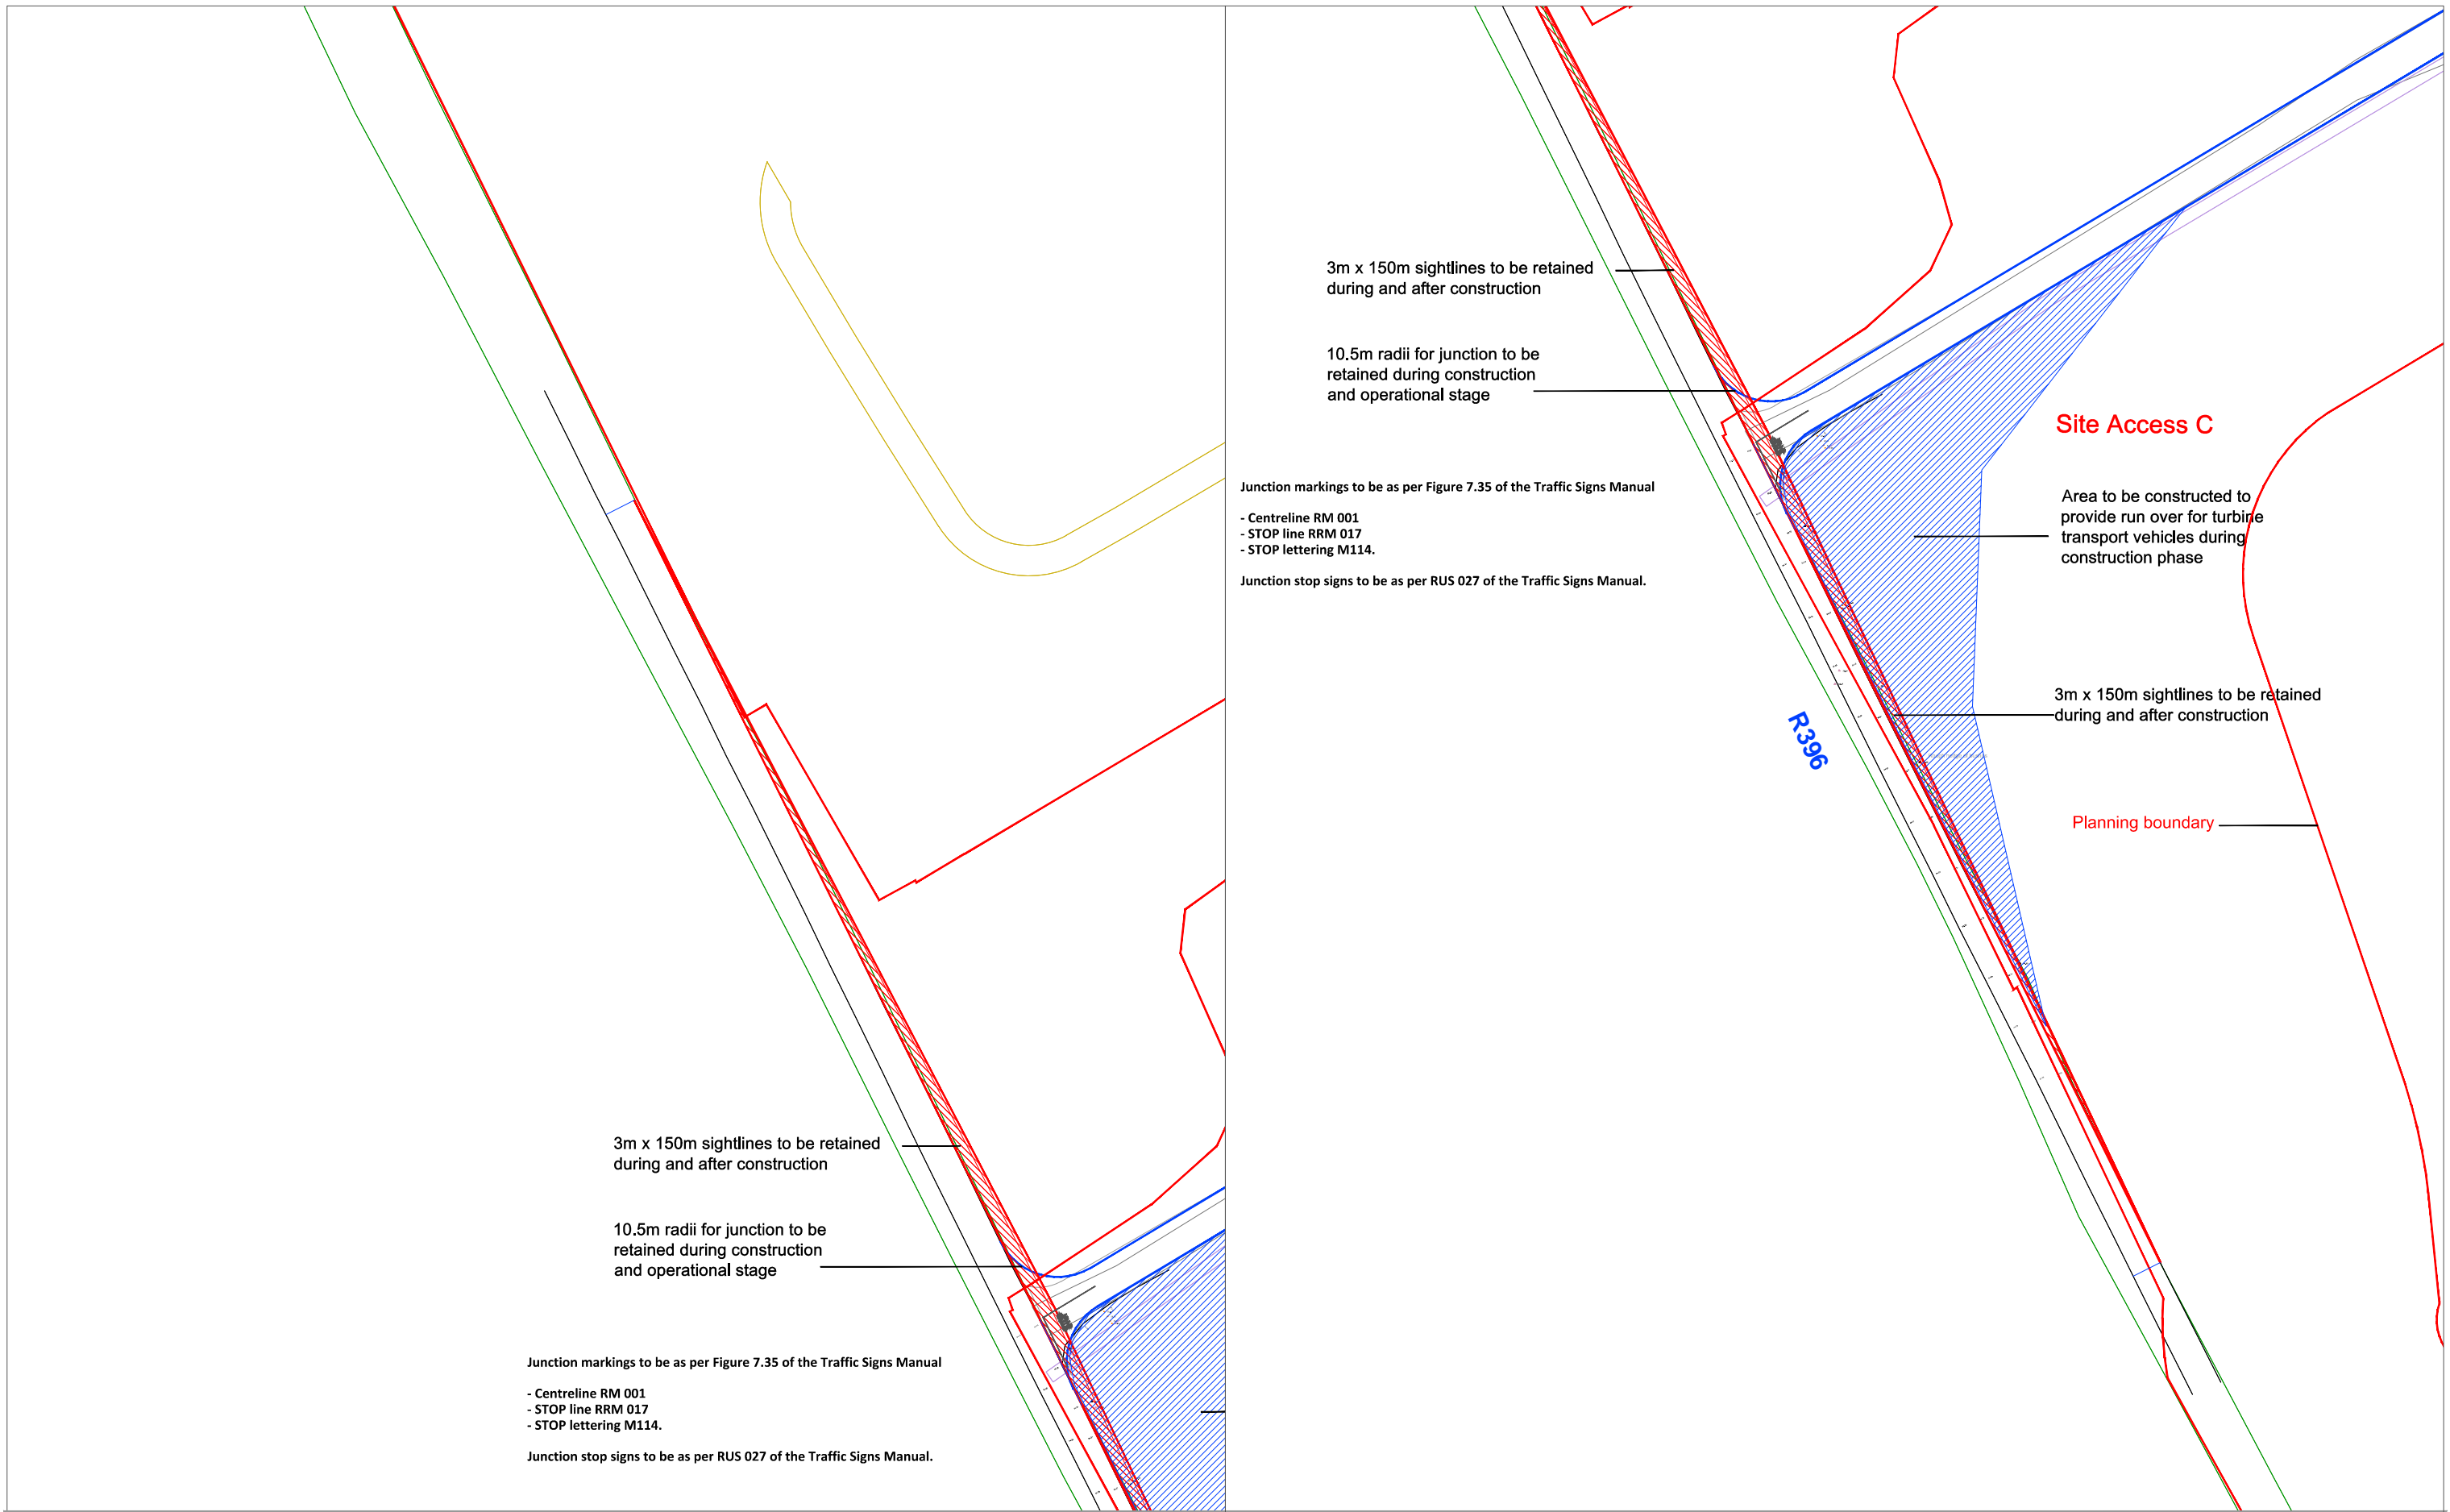 3m x 150m sightlines to be retained
during and after construction
10.5m radii for junction to be
retained during construction
and operational stage
Junction markings to be as per Figure 7.35 of the Traffic Signs Manual
- Centreline RM 001
- STOP line RRM 017
- STOP lettering M114.
Junction stop signs to be as per RUS 027 of the Traffic Signs Manual.
3m x 150m sightlines to be retained
during and after construction
10.5m radii for junction to be
retained during construction
and operational stage
Junction markings to be as per Figure 7.35 of the Traffic Signs Manual
- Centreline RM 001
- STOP line RRM 017
- STOP lettering M114.
Junction stop signs to be as per RUS 027 of the Traffic Signs Manual.
R396
Site Access C
Area to be constructed to
provide run over for turbine
transport vehicles during
construction phase
3m x 150m sightlines to be retained
during and after construction
Planning boundary